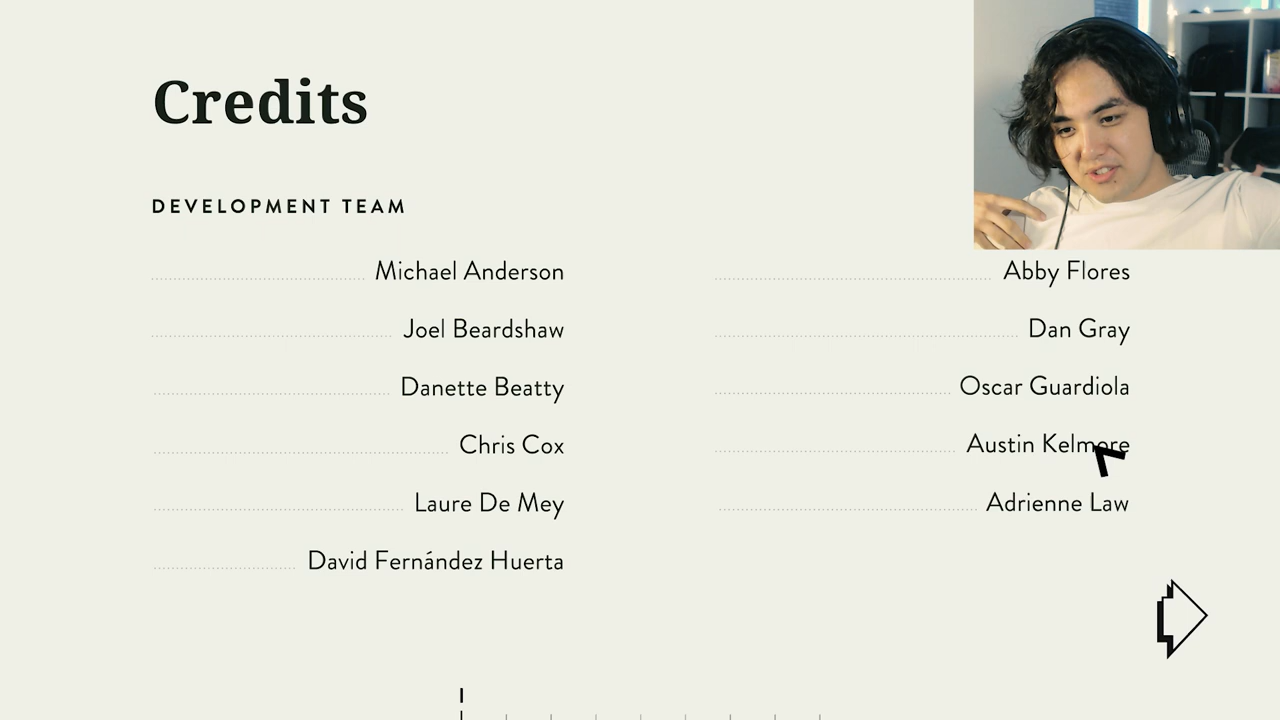 Credits
DEVELOPMENT TEAM
Michael Anderson
Joel Beardshaw
Danette Beatty
Chris Cox
Laure De Mey
David Fernández Huerta
Abby Flores
Dan Gray
Oscar Guardiola
Austin Kelmore
Adrienne Law